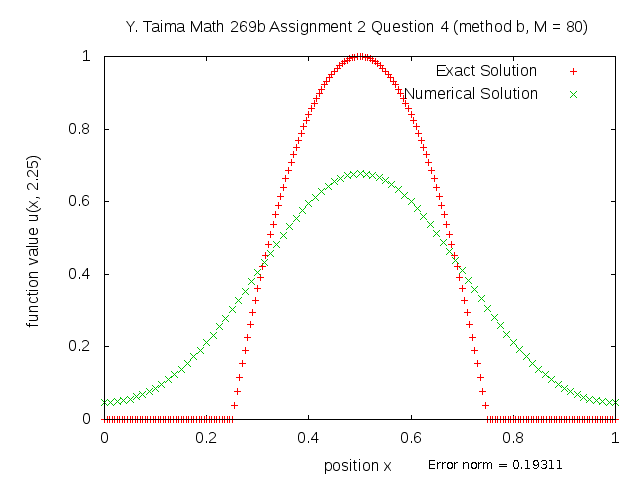 Y. Taima Math 269b Assignment 2 Question 4 (method b, M = 80)
Exact Solution
Numerical Solution
function value u(x, 2.25)
1
0.8
0.6
0.4
0.2
0
0 0.2 0.4 0.6 0.8 1
position x
Error norm = 0.19311